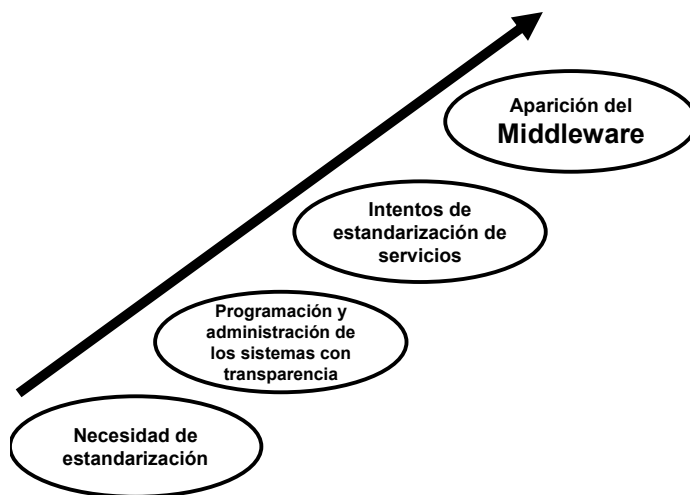 Aparición del
Middleware
Intentos de
estandarización de
servicios
Programación y
administración de
los sistemas con
transparencia
Necesidad de
estandarización